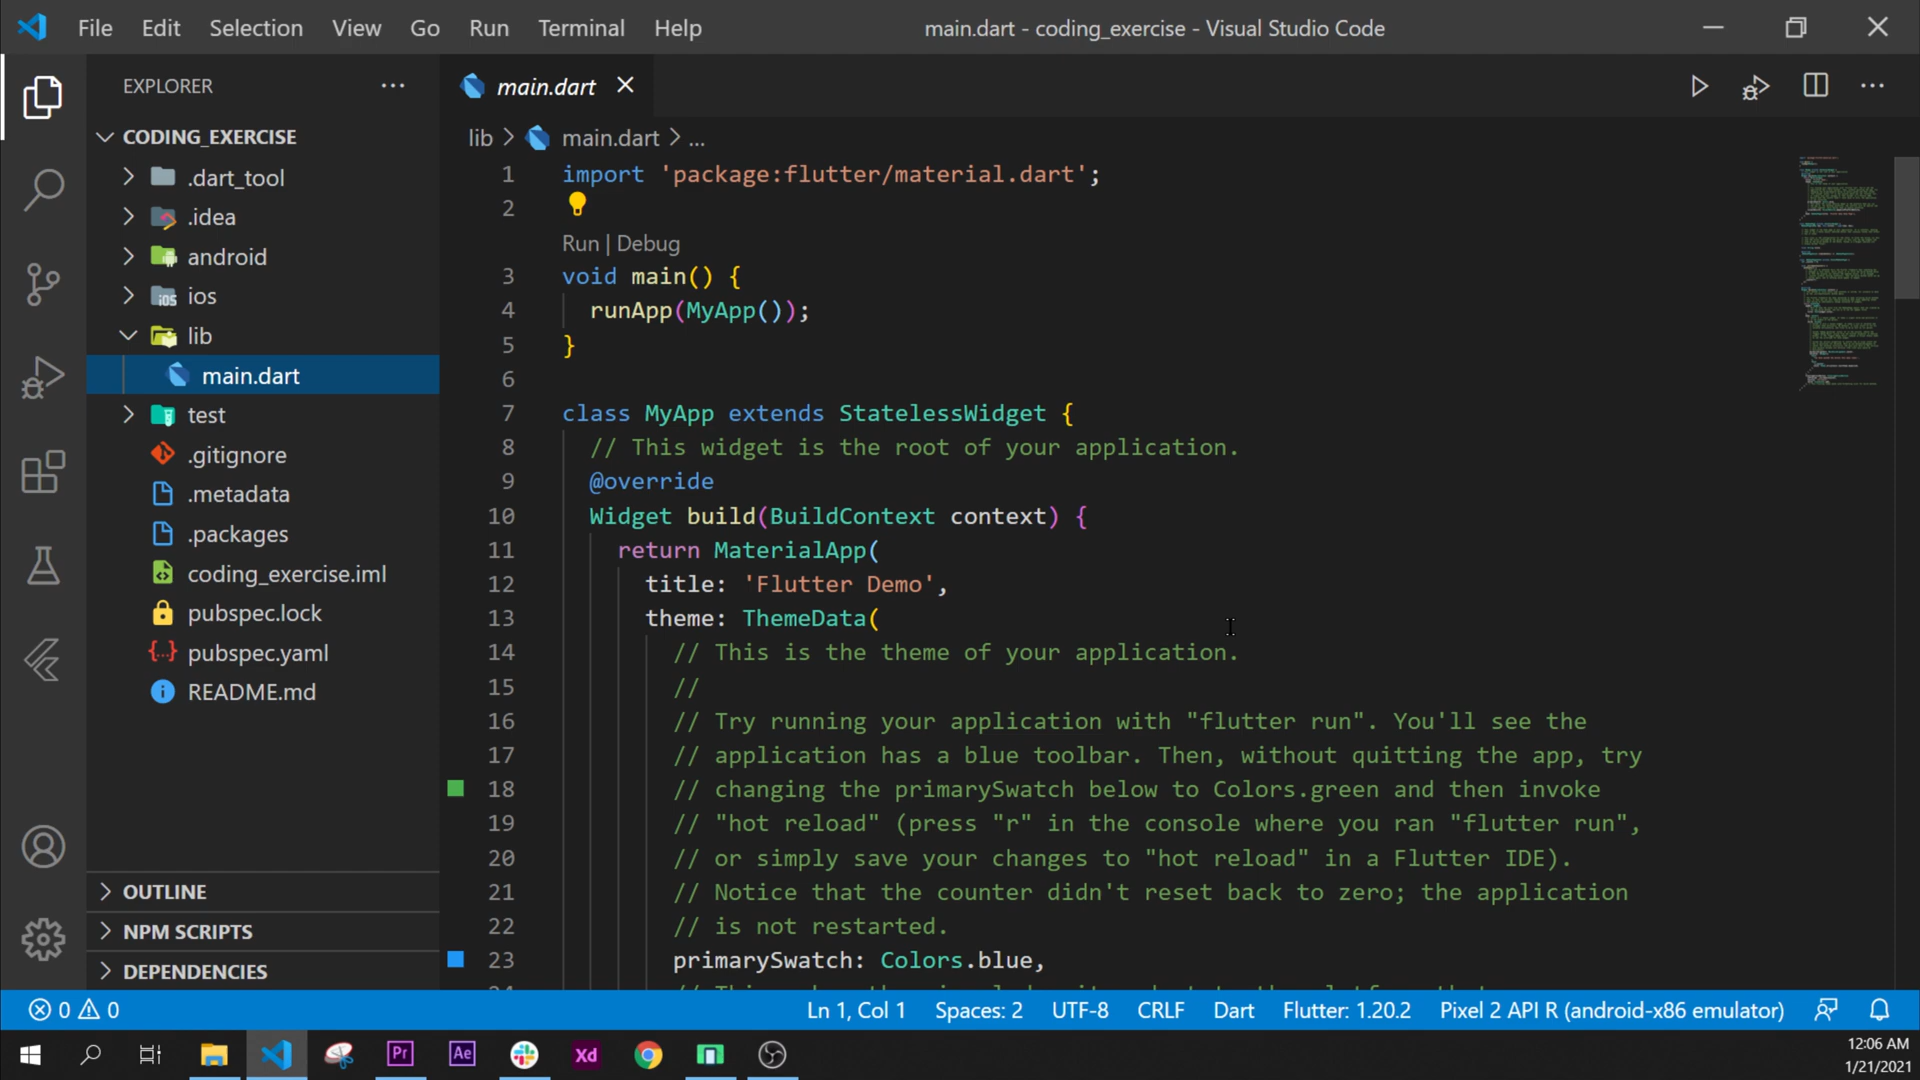 File Edit Selection View Go Run Terminal Help
main.dart - coding_exercise - Visual Studio Code
EXPLORER
CODING_EXERCISE
.dart_tool
.idea
android
ios
lib
main.dart
test
.gitignore
.metadata
.packages
coding_exercise.iml
pubspec.lock
pubspec.yaml
README.md
OUTLINE
NPM SCRIPTS
DEPENDENCIES
main.dart
lib > main.dart > ...
1 import 'package:flutter/material.dart';
2
Run | Debug
3 void main() {
4 runApp(MyApp());
5 }
6
7 class MyApp extends StatelessWidget {
8 // This widget is the root of your application.
9 @override
10 Widget build(BuildContext context) {
11 return MaterialApp(
12 title: 'Flutter Demo',
13 theme: ThemeData(
14 // This is the theme of your application.
15 //
16 // Try running your application with "flutter run". You'll see the
17 // application has a blue toolbar. Then, without quitting the app, try
18 // changing the primarySwatch below to Colors.green and then invoke
19 // "hot reload" (press "r" in the console where you ran "flutter run",
20 // or simply save your changes to "hot reload" in a Flutter IDE).
21 // Notice that the counter didn't reset back to zero; the application
22 // is not restarted.
23 primarySwatch: Colors.blue,
0 0
Ln 1, Col 1 Spaces: 2 UTF-8 CRLF Dart Flutter: 1.20.2 Pixel 2 API R (android-x86 emulator)
Pr Ae Xd
12:06 AM
1/21/2021